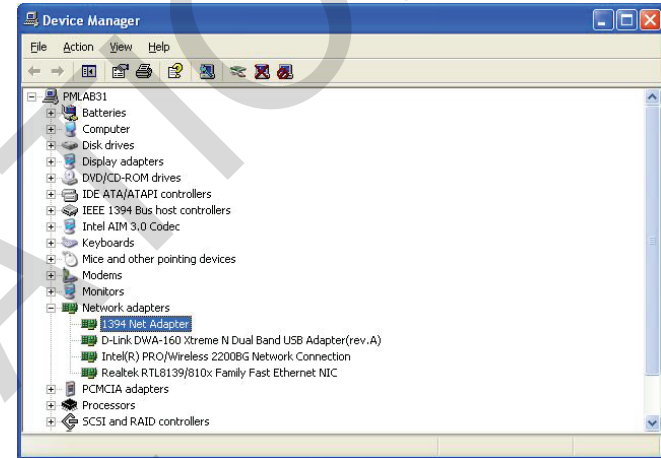 Device Manager
File Action View Help
PMLAB31
Batteries
Computer
Disk drives
Display adapters
DVD/CD-ROM drives
IDE ATA/ATAPI controllers
IEEE 1394 Bus host controllers
Intel AIM 3.0 Codec
Keyboards
Mice and other pointing devices
Modems
Monitors
Network adapters
1394 Net Adapter
D-Link DWA-160 Xtreme N Dual Band USB Adapter(rev.A)
Intel(R) PRO/Wireless 2200BG Network Connection
Realtek RTL8139/810x Family Fast Ethernet NIC
PCMCIA adapters
Processors
SCSI and RAID controllers